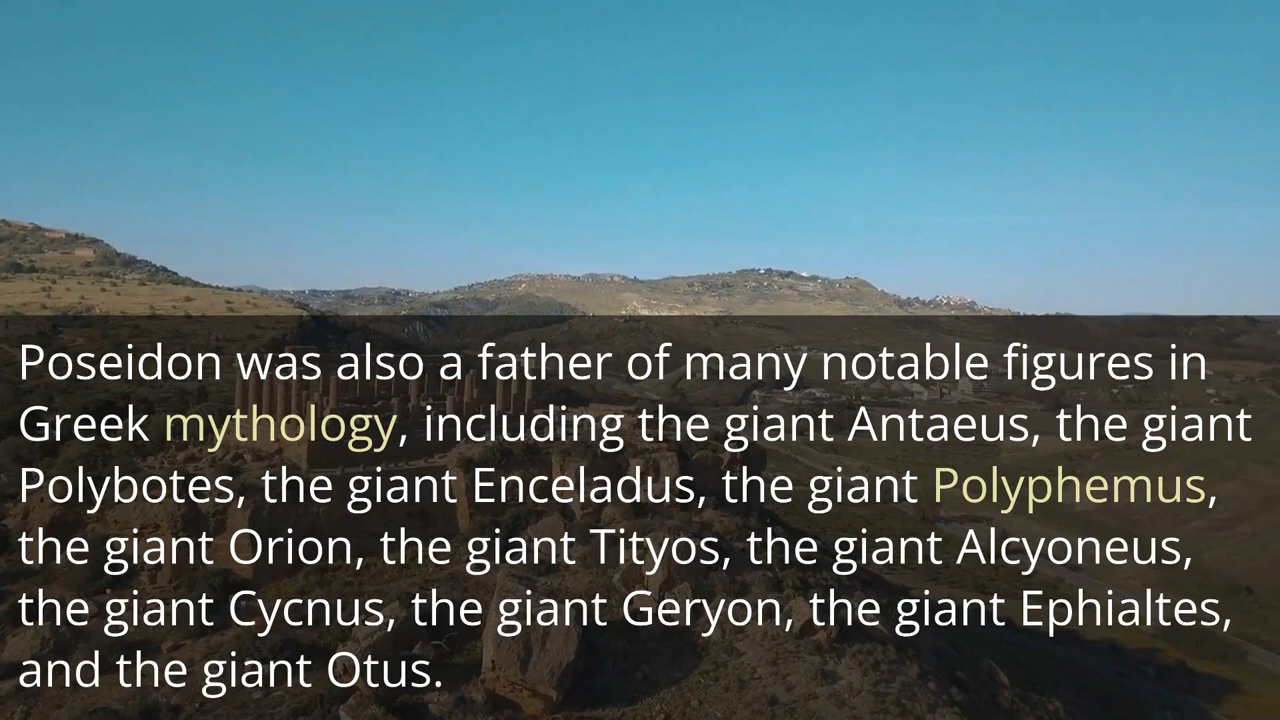 Poseidon was also a father of many notable figures in
Greek mythology, including the giant Antaeus, the giant
Polybotes, the giant Enceladus, the giant Polyphemus,
the giant Orion, the giant Tityos, the giant Alcyoneus,
the giant Cycnus, the giant Geryon, the giant Ephialtes,
and the giant Otus.